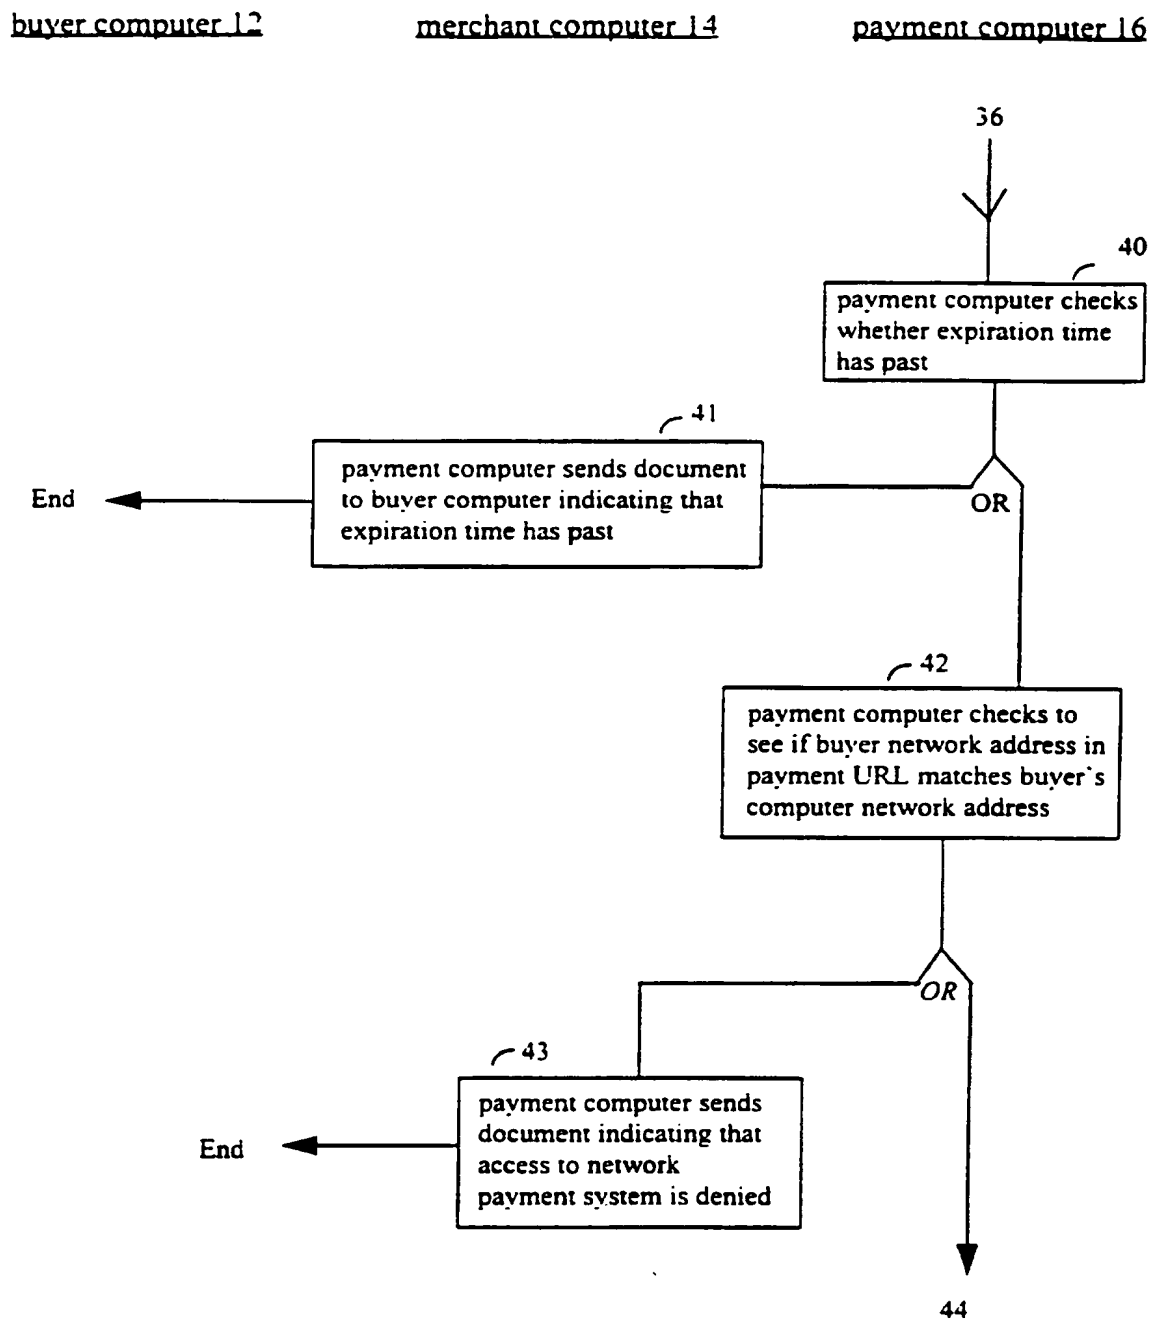 buyer computer 12
merchant computer 14
payment computer 16
36
40
payment computer checks
whether expiration time
has past
41
payment computer sends document
to buyer computer indicating that
expiration time has past
End
OR
42
payment computer checks to
see if buyer network address in
payment URL matches buyer's
computer network address
OR
43
payment computer sends
document indicating that
access to network
payment system is denied
End
44